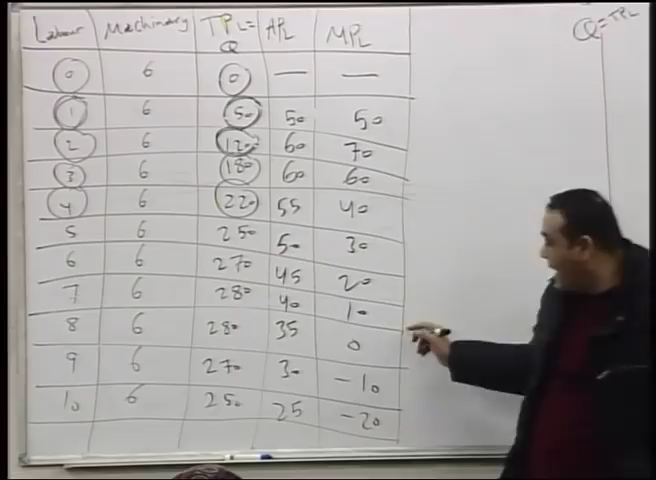 Labour Machinery TPL= Q APL MPL
Q=TPL
0 6 0 — —
1 6 50 50 50
2 6 120 60 70
3 6 180 60 60
4 6 220 55 40
5 6 250 50 30
6 6 270 45 20
7 6 280 40 10
8 6 280 35 0
9 6 270 30 -10
10 6 250 25 -20